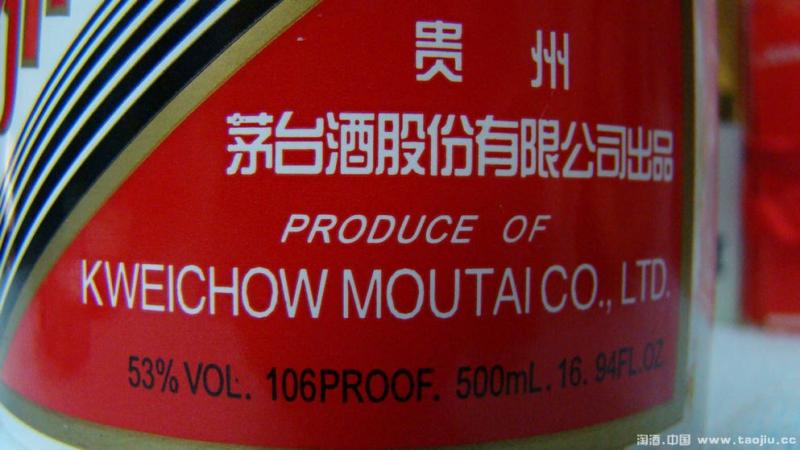 贵州
茅台酒股份有限公司出品
PRODUCE OF
KWEICHOW MOUTAI CO., LTD.
53% VOL. 106PROOF. 500mL. 16. 94FL.OZ
淘酒.中国 www.taojiu.cc